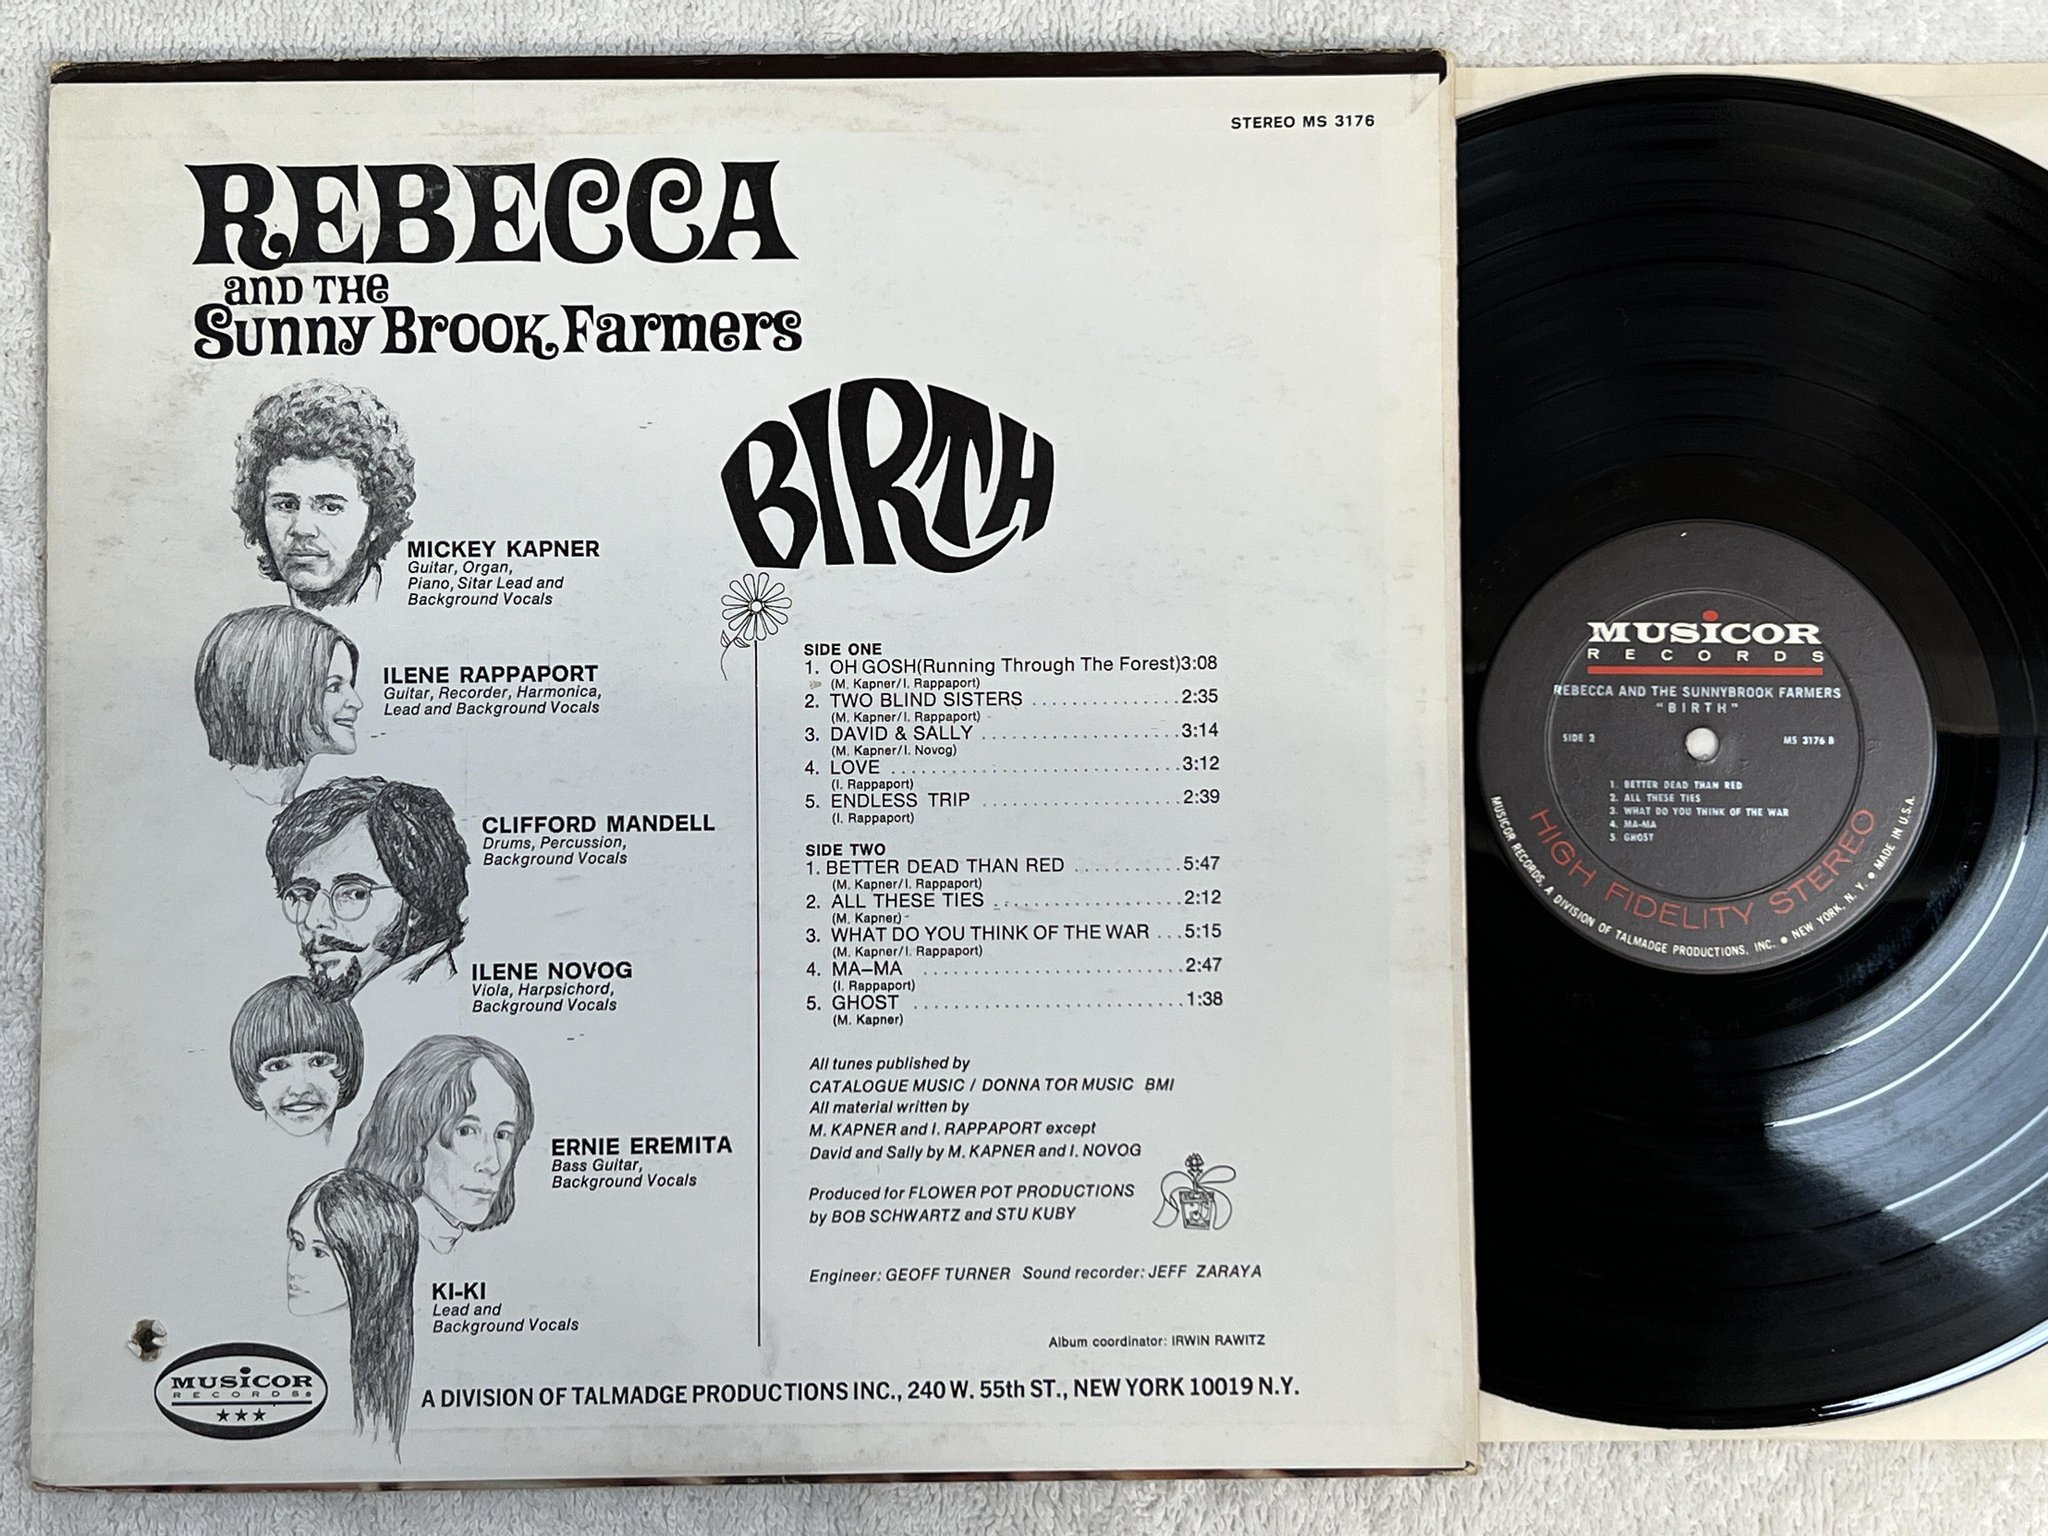 STEREO MS 3176
REBECCA
AND THE
Sunny Brook Farmers
BIRTH
MICKEY KAPNER
Guitar, Organ,
Piano, Sitar Lead and
Background Vocals
ILENE RAPPAPORT
Guitar, Recorder, Harmonica,
Lead and Background Vocals
CLIFFORD MANDELL
Drums, Percussion,
Background Vocals
ILENE NOVOG
Viola, Harpsichord,
Background Vocals
ERNIE EREMITA
Bass Guitar,
Background Vocals
KI-KI
Lead and
Background Vocals
SIDE ONE
1. OH GOSH(Running Through The Forest)3:08
(M. Kapner/I. Rappaport)
2. TWO BLIND SISTERS ............... 2:35
(M. Kapner/I. Rappaport)
3. DAVID & SALLY .................... 3:14
(M. Kapner/I. Novog)
4. LOVE ............................. 3:12
(I. Rappaport)
5. ENDLESS TRIP .................... 2:39
(I. Rappaport)
SIDE TWO
1. BETTER DEAD THAN RED ........... 5:47
(M. Kapner/I. Rappaport)
2. ALL THESE TIES ................... 2:12
(M. Kapner)
3. WHAT DO YOU THINK OF THE WAR ... 5:15
(M. Kapner/I. Rappaport)
4. MA-MA .......................... 2:47
(I. Rappaport)
5. GHOST ........................... 1:38
(M. Kapner)
All tunes published by
CATALOGUE MUSIC / DONNA TOR MUSIC BMI
All material written by
M. KAPNER and I. RAPPAPORT except
David and Sally by M. KAPNER and I. NOVOG
Produced for FLOWER POT PRODUCTIONS
by BOB SCHWARTZ and STU KUBY
Engineer: GEOFF TURNER Sound recorder: JEFF ZARAYA
Album coordinator: IRWIN RAWITZ
MUSICOR
RECORDS®
A DIVISION OF TALMADGE PRODUCTIONS INC., 240 W. 55th ST., NEW YORK 10019 N.Y.
MUSICOR
RECORDS
REBECCA AND THE SUNNYBROOK FARMERS
"BIRTH"
SIDE 2
MS 3176 B
1. BETTER DEAD THAN RED
2. ALL THESE TIES
3. WHAT DO YOU THINK OF THE WAR
4. MA-MA
5. GHOST
HIGH FIDELITY STEREO
MUSICOR RECORDS, A DIVISION OF TALMADGE PRODUCTIONS, INC. • NEW YORK, N. Y. • MADE IN U.S.A.